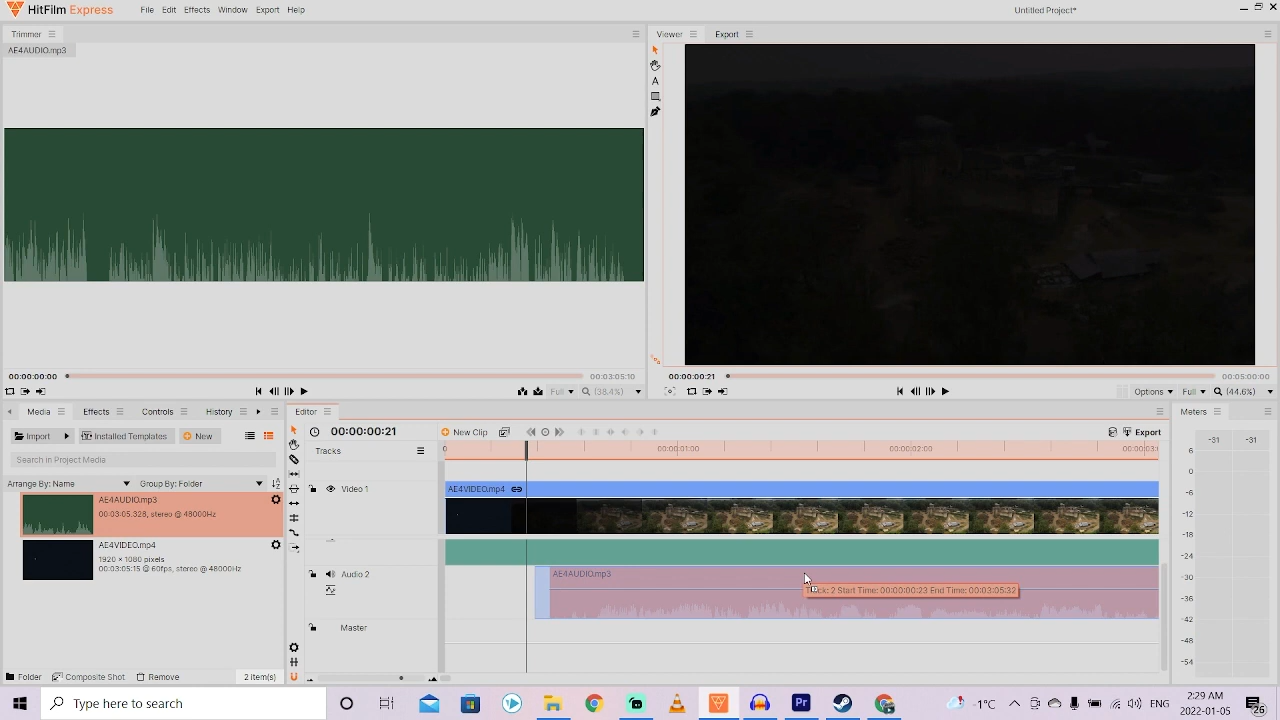 HitFilm Express
File Edit Effects Window Export Help
Untitled Project*
Trimmer
AE4AUDIO.mp3
Viewer
Export
A
00:00:00:00
00:03:05:10
Full
(38.4%)
00:00:00:21
00:05:00:00
Options
Full
(44.6%)
Media
Effects
Controls
History
Import
Installed Templates
New
Search in Project Media
Arrange By: Name
Group By: Folder
AE4AUDIO.mp3
00:03:05.328, stereo @ 48000Hz
AE4VIDEO.mp4
1920 × 1080 pixels
00:03:05:15 @ 60fps, stereo @ 48000Hz
Folder
Composite Shot
Remove
2 item(s)
Editor
00:00:00:21
New Clip
Export
Tracks
0
00:00:01:00
00:00:02:00
00:00:03:0
Video 1
AE4VIDEO.mp4
Audio 2
AE4AUDIO.mp3
2 Start Time: 00:00:00:23 End Time: 00:03:05:32
Master
Meters
-31
-31
6
0
-6
-12
-18
-24
-30
-36
-42
-48
-54
Type here to search
Pr
-1°C
ENG
2:29 AM
2022-01-05
26